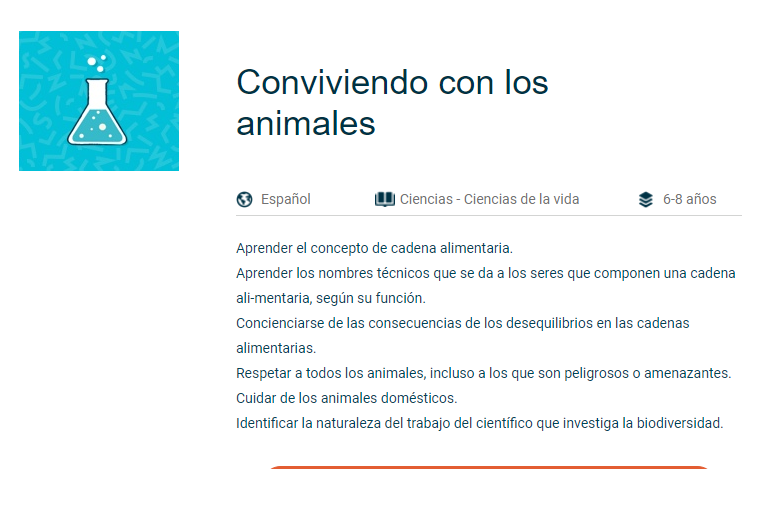 Conviviendo con los
animales
Español
Ciencias - Ciencias de la vida
6-8 años
Aprender el concepto de cadena alimentaria.
Aprender los nombres técnicos que se da a los seres que componen una cadena
ali-mentaria, según su función.
Concienciarse de las consecuencias de los desequilibrios en las cadenas
alimentarias.
Respetar a todos los animales, incluso a los que son peligrosos o amenazantes.
Cuidar de los animales domésticos.
Identificar la naturaleza del trabajo del científico que investiga la biodiversidad.